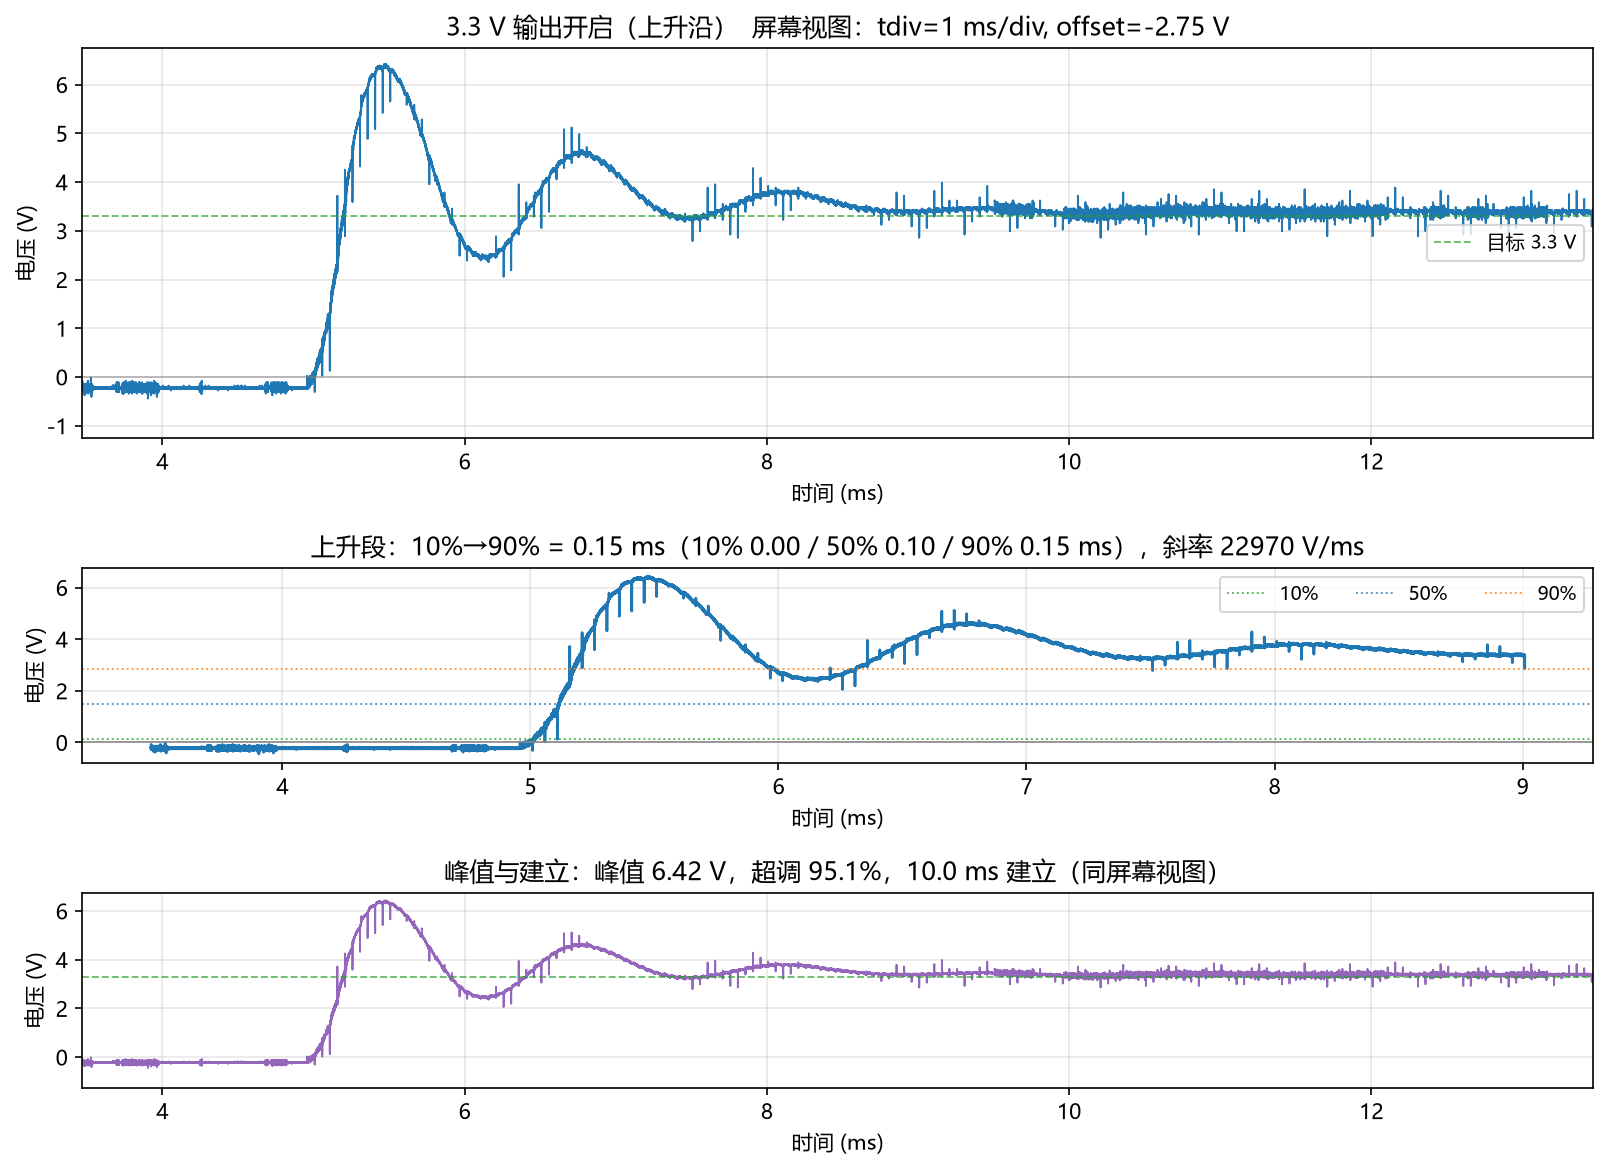 3.3 V 输出开启（上升沿） 屏幕视图：tdiv=1 ms/div, offset=-2.75 V
电压 (V)
6
5
4
3
2
1
0
-1
目标 3.3 V
4 6 8 10 12
时间 (ms)
上升段：10%→90% = 0.15 ms（10% 0.00 / 50% 0.10 / 90% 0.15 ms），斜率 22970 V/ms
电压 (V)
6
4
2
0
10% 50% 90%
4 5 6 7 8 9
时间 (ms)
峰值与建立：峰值 6.42 V，超调 95.1%，10.0 ms 建立（同屏幕视图）
电压 (V)
6
4
2
0
4 6 8 10 12
时间 (ms)